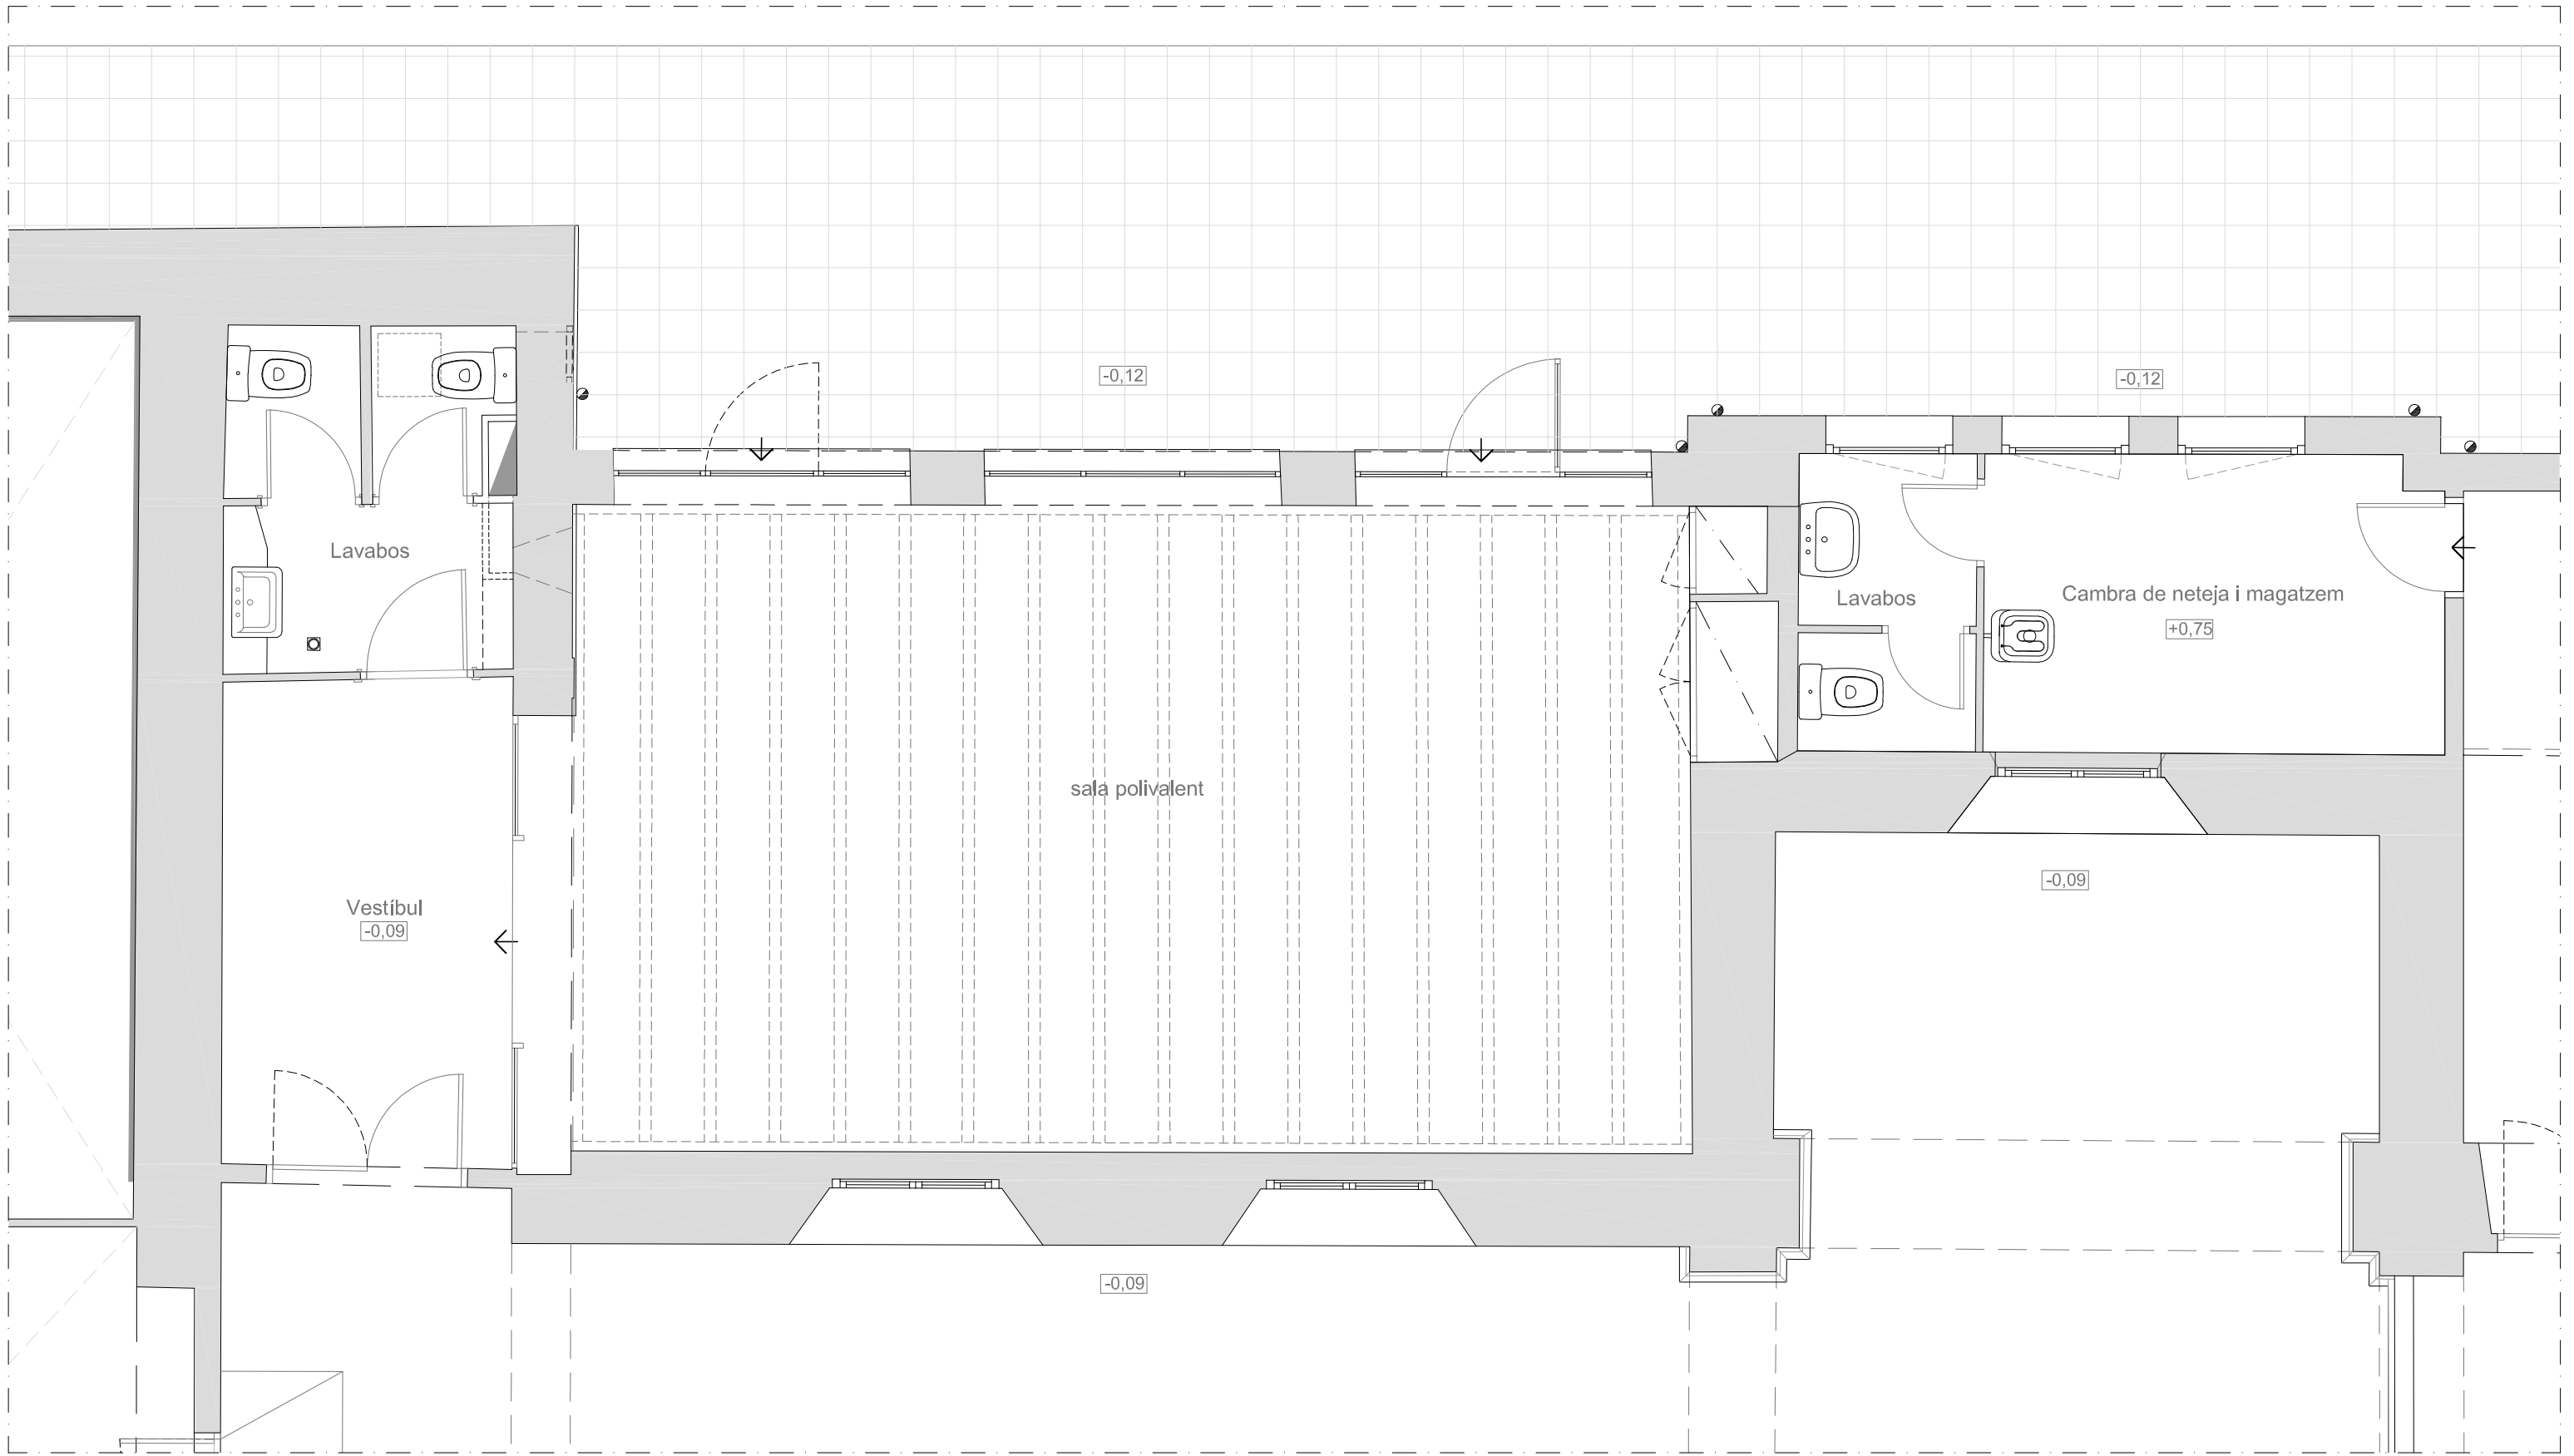 -0,12
-0,12
Lavabos
Cambra de neteja i magatzem
Lavabos
+0,75
sala polivalent
-0,09
Vestíbul
-0,09
-0,09